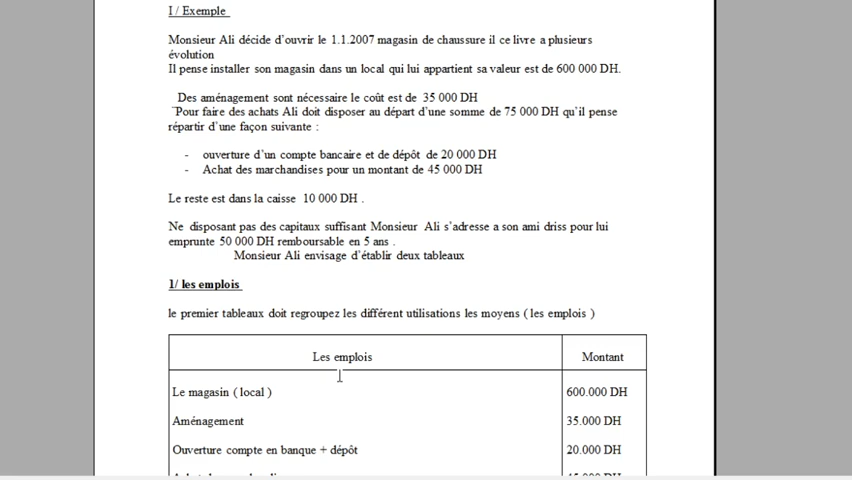 I / Exemple
Monsieur Ali décide d'ouvrir le 1.1.2007 magasin de chaussure il ce livre a plusieurs
évolution
Il pense installer son magasin dans un local qui lui appartient sa valeur est de 600 000 DH.
Des aménagement sont nécessaire le coût est de 35 000 DH
Pour faire des achats Ali doit disposer au départ d'une somme de 75 000 DH qu'il pense
répartir d'une façon suivante :
- ouverture d'un compte bancaire et de dépôt de 20 000 DH
- Achat des marchandises pour un montant de 45 000 DH
Le reste est dans la caisse 10 000 DH .
Ne disposant pas des capitaux suffisant Monsieur Ali s'adresse a son ami driss pour lui
emprunte 50 000 DH remboursable en 5 ans .
Monsieur Ali envisage d'établir deux tableaux
1/ les emplois
le premier tableaux doit regroupez les différent utilisations les moyens ( les emplois )
Les emplois Montant
Le magasin ( local ) 600.000 DH
Aménagement 35.000 DH
Ouverture compte en banque + dépôt 20.000 DH